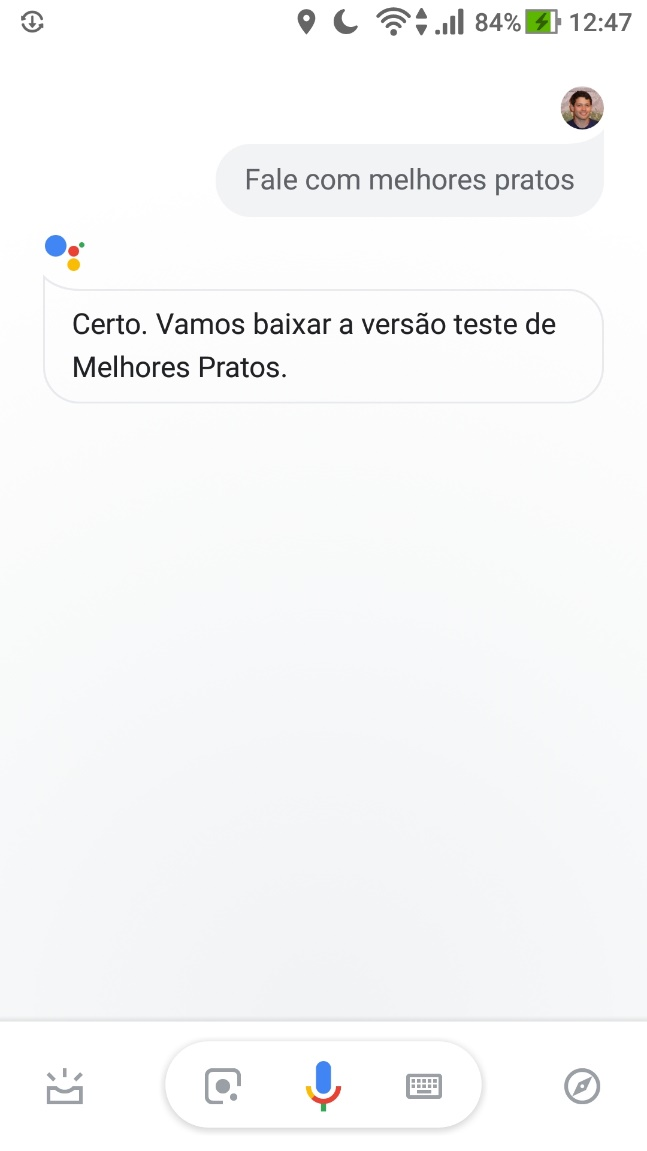 84% 12:47
Fale com melhores pratos
Certo. Vamos baixar a versão teste de
Melhores Pratos.